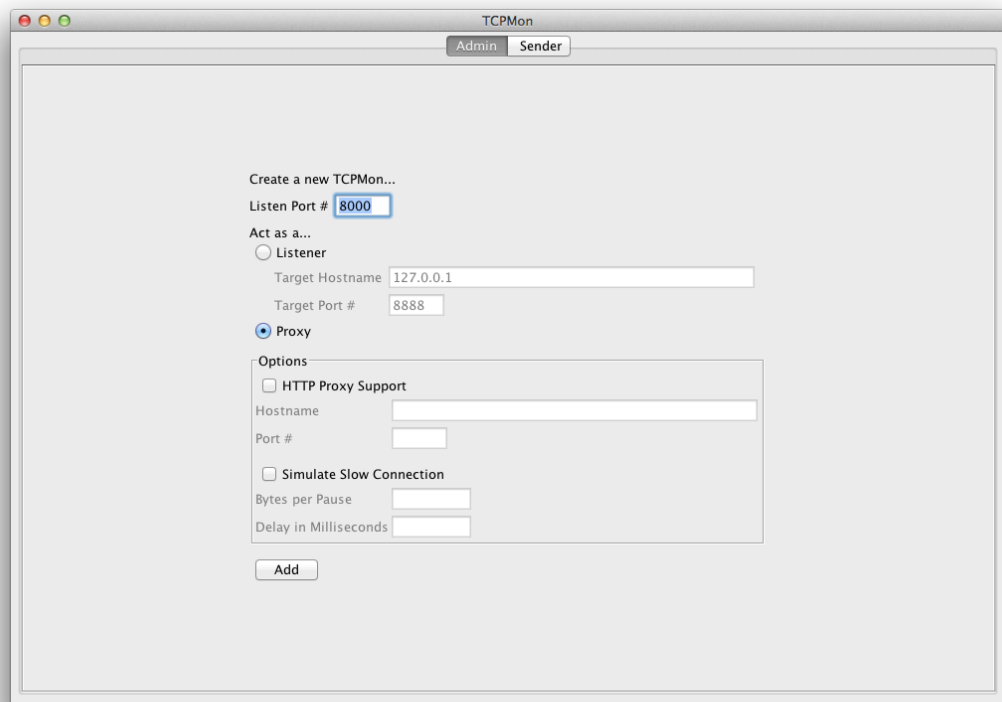 TCPMon
Admin Sender
Create a new TCPMon...
Listen Port # 8000
Act as a...
Listener
Target Hostname 127.0.0.1
Target Port # 8888
Proxy
Options
HTTP Proxy Support
Hostname
Port #
Simulate Slow Connection
Bytes per Pause
Delay in Milliseconds
Add